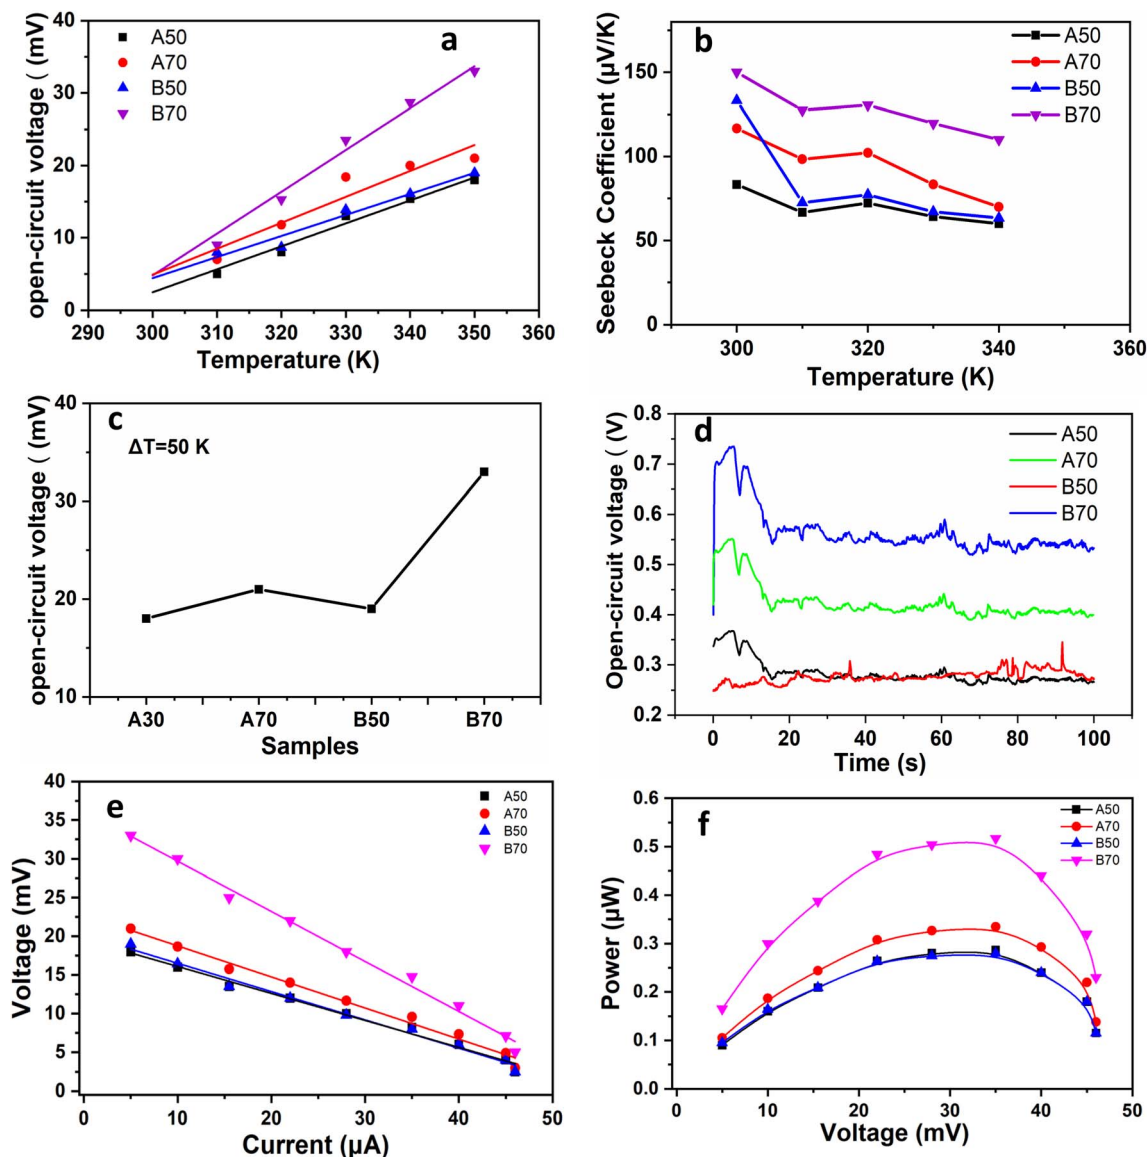 a
A50
A70
B50
B70
open-circuit voltage ( (mV)
40
30
20
10
0
290 300 310 320 330 340 350 360
Temperature (K)
b
A50
A70
B50
B70
Seebeck Coefficient (µV/K)
150
100
50
0
300 320 340 360
Temperature (K)
c
ΔT=50 K
open-circuit voltage ( (mV)
40
30
20
10
A30 A70 B50 B70
Samples
d
A50
A70
B50
B70
Open-circuit voltage ( (V)
0.8
0.7
0.6
0.5
0.4
0.3
0.2
0 20 40 60 80 100
Time (s)
e
A50
A70
B50
B70
Voltage (mV)
40
35
30
25
20
15
10
5
0
0 10 20 30 40 50
Current (µA)
f
A50
A70
B50
B70
Power (µW)
0.6
0.5
0.4
0.3
0.2
0.1
0.0
0 10 20 30 40 50
Voltage (mV)